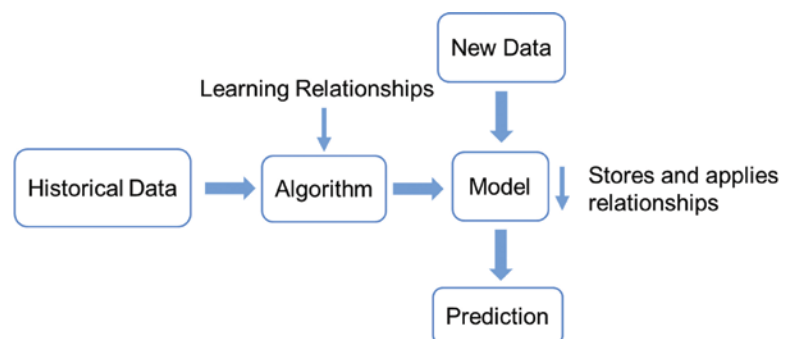 New Data
Learning Relationships
Historical Data
Algorithm
Model
Stores and applies
relationships
Prediction